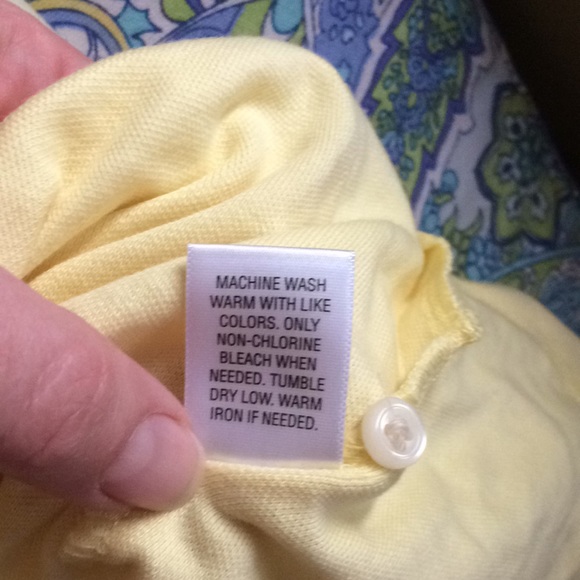 MACHINE WASH
WARM WITH LIKE
COLORS. ONLY
NON-CHLORINE
BLEACH WHEN
NEEDED. TUMBLE
DRY LOW. WARM
IRON IF NEEDED.